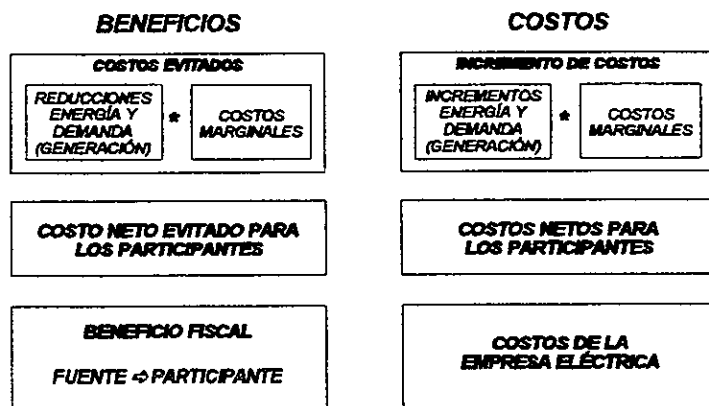 BENEFICIOS
COSTOS EVITADOS
REDUCCIONES
ENERGÍA Y
DEMANDA
(GENERACIÓN)
*
COSTOS
MARGINALES
COSTO NETO EVITADO PARA
LOS PARTICIPANTES
BENEFICIO FISCAL
FUENTE ⇨ PARTICIPANTE
COSTOS
INCREMENTO DE COSTOS
INCREMENTOS
ENERGÍA Y
DEMANDA
(GENERACIÓN)
*
COSTOS
MARGINALES
COSTOS NETOS PARA
LOS PARTICIPANTES
COSTOS DE LA
EMPRESA ELÉCTRICA